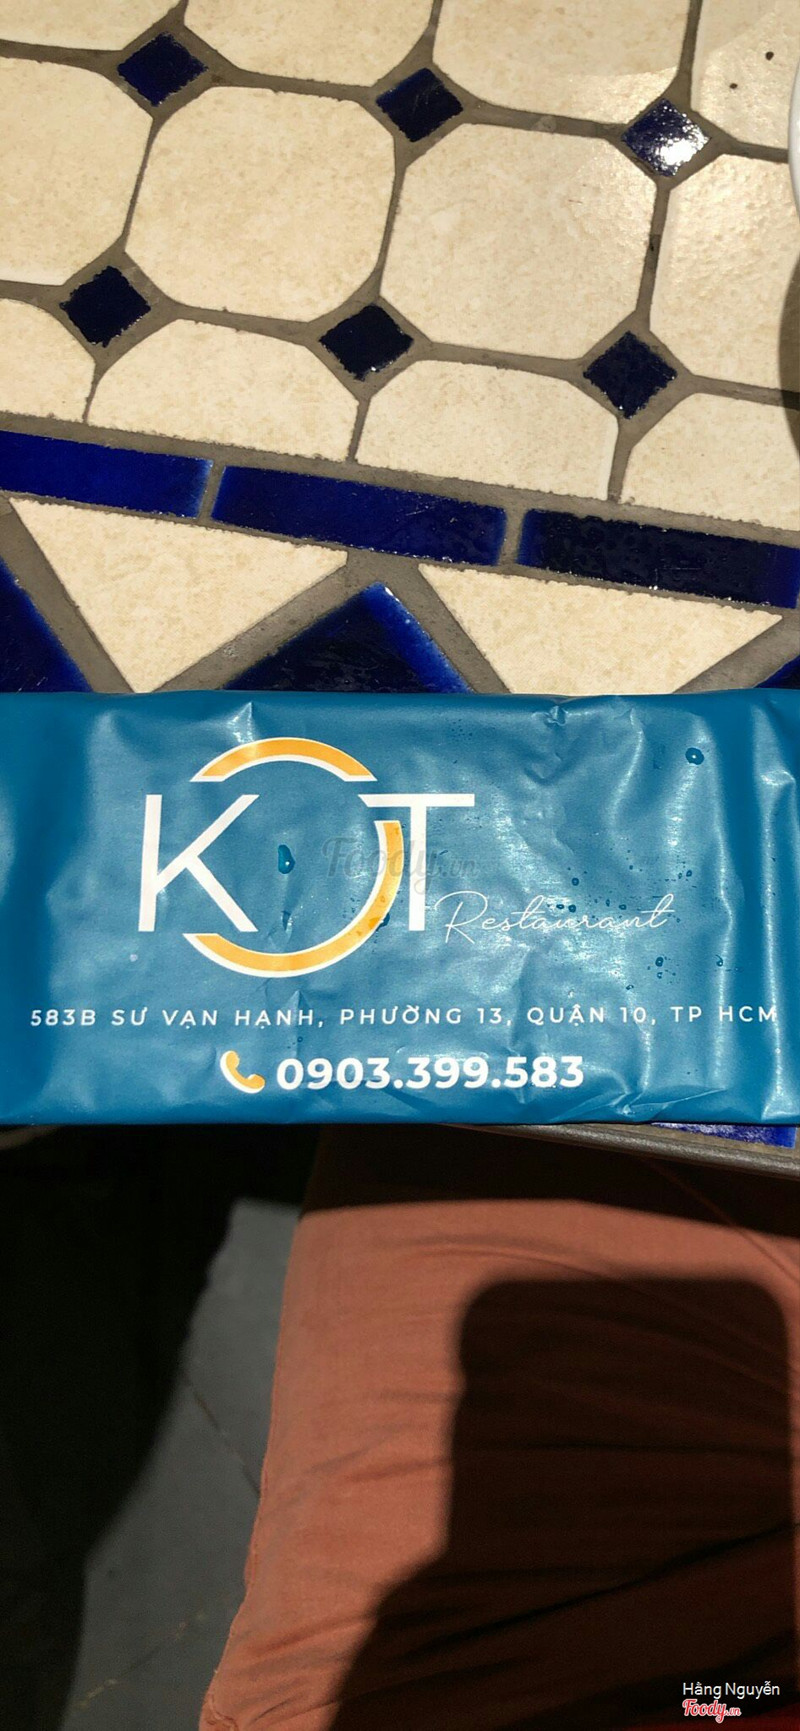 KOT
Restaurant
583B SƯ VẠN HẠNH, PHƯỜNG 13, QUẬN 10, TP HCM
0903.399.583
Foody.vn
Hằng Nguyễn
Foody.vn